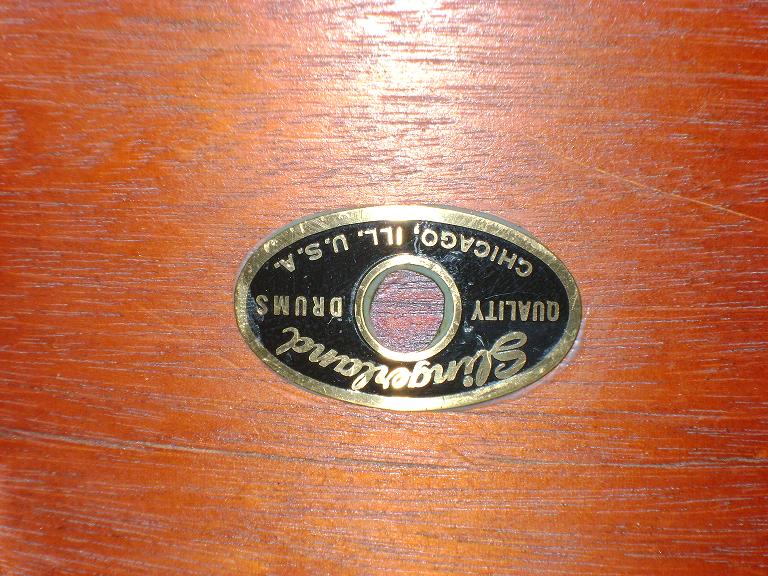 Slingerland
QUALITY DRUMS
CHICAGO, ILL. U.S.A.